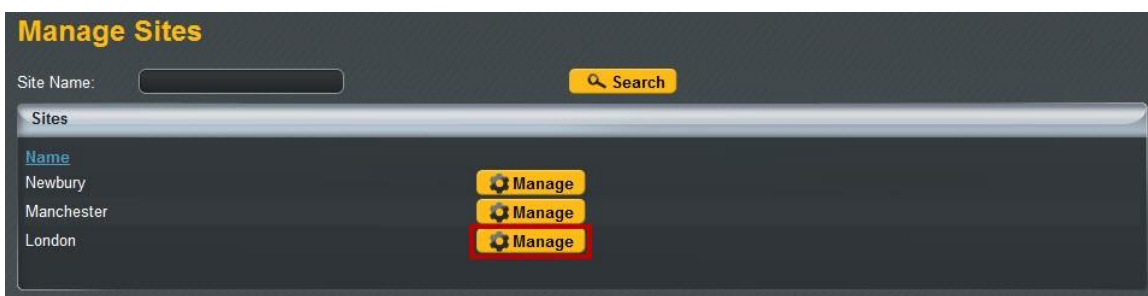 Manage Sites
Site Name: Search
Sites
Name
Newbury Manage
Manchester Manage
London Manage